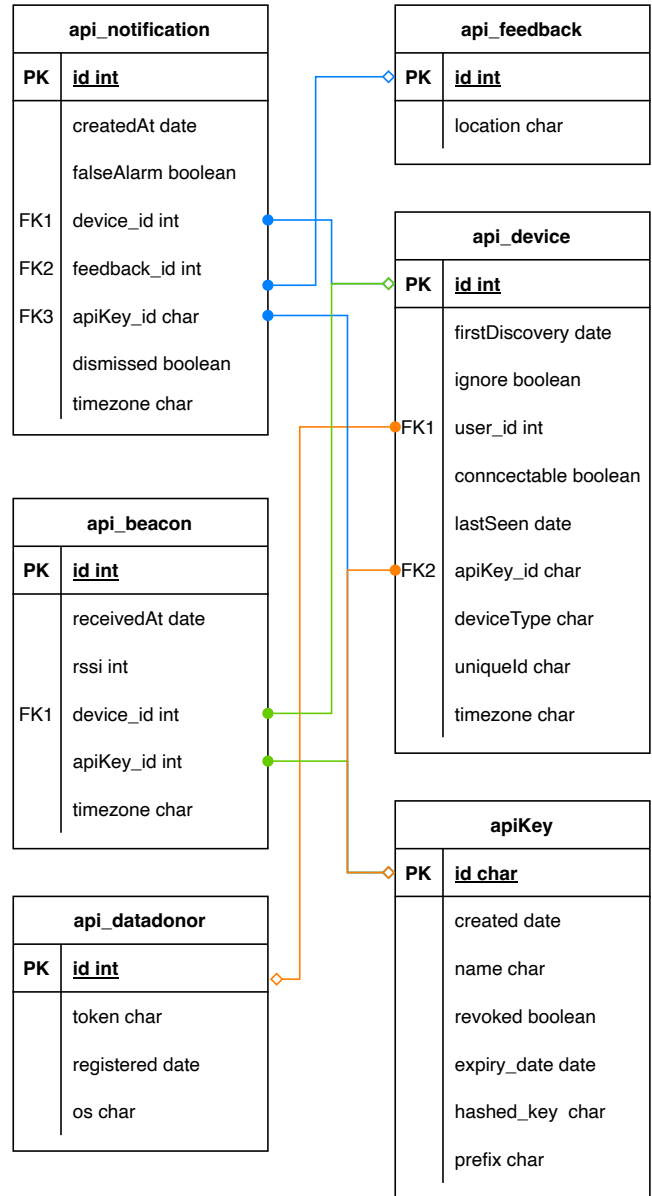 api_notification
PK id int
createdAt date
falseAlarm boolean
FK1 device_id int
FK2 feedback_id int
FK3 apiKey_id char
dismissed boolean
timezone char
api_feedback
PK id int
location char
api_device
PK id int
firstDiscovery date
ignore boolean
FK1 user_id int
conncectable boolean
lastSeen date
FK2 apiKey_id char
deviceType char
uniqueId char
timezone char
api_beacon
PK id int
receivedAt date
rssi int
FK1 device_id int
apiKey_id int
timezone char
apiKey
PK id char
created date
name char
revoked boolean
expiry_date date
hashed_key char
prefix char
api_datadonor
PK id int
token char
registered date
os char